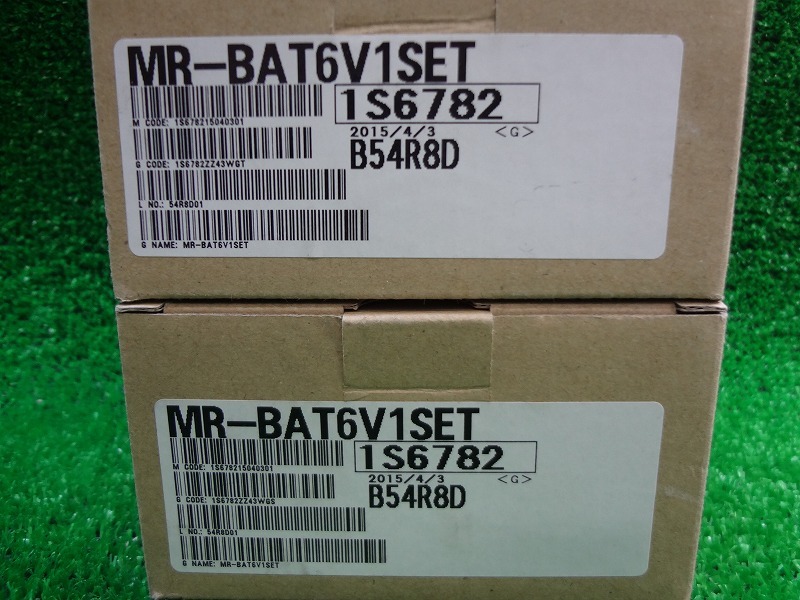 MR-BAT6V1SET
1S6782
M CODE: 1S678215040301
2015/4/3 <G>
B54R8D
G CODE: 1S6782ZZ43WGT
L NO.: 54R8D01
G NAME: MR-BAT6V1SET
MR-BAT6V1SET
1S6782
M CODE: 1S678215040301
2015/4/3 <G>
B54R8D
G CODE: 1S6782ZZ43WGS
L NO.: 54R8D01
G NAME: MR-BAT6V1SET